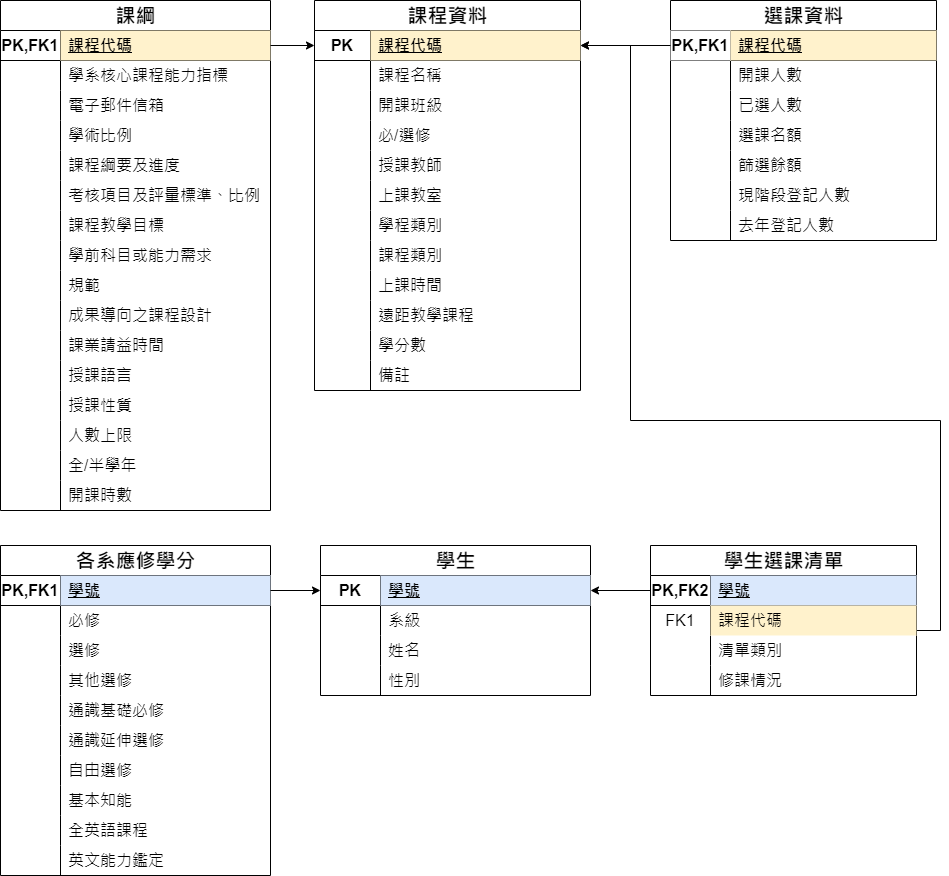 課綱
PK,FK1 課程代碼
學系核心課程能力指標
電子郵件信箱
學術比例
課程綱要及進度
考核項目及評量標準、比例
課程教學目標
學前科目或能力需求
規範
成果導向之課程設計
課業請益時間
授課語言
授課性質
人數上限
全/半學年
開課時數
課程資料
PK 課程代碼
課程名稱
開課班級
必/選修
授課教師
上課教室
學程類別
課程類別
上課時間
遠距教學課程
學分數
備註
選課資料
PK,FK1 課程代碼
開課人數
已選人數
選課名額
篩選餘額
現階段登記人數
去年登記人數
各系應修學分
PK,FK1 學號
必修
選修
其他選修
通識基礎必修
通識延伸選修
自由選修
基本知能
全英語課程
英文能力鑑定
學生
PK 學號
系級
姓名
性別
學生選課清單
PK,FK2 學號
FK1 課程代碼
清單類別
修課情況